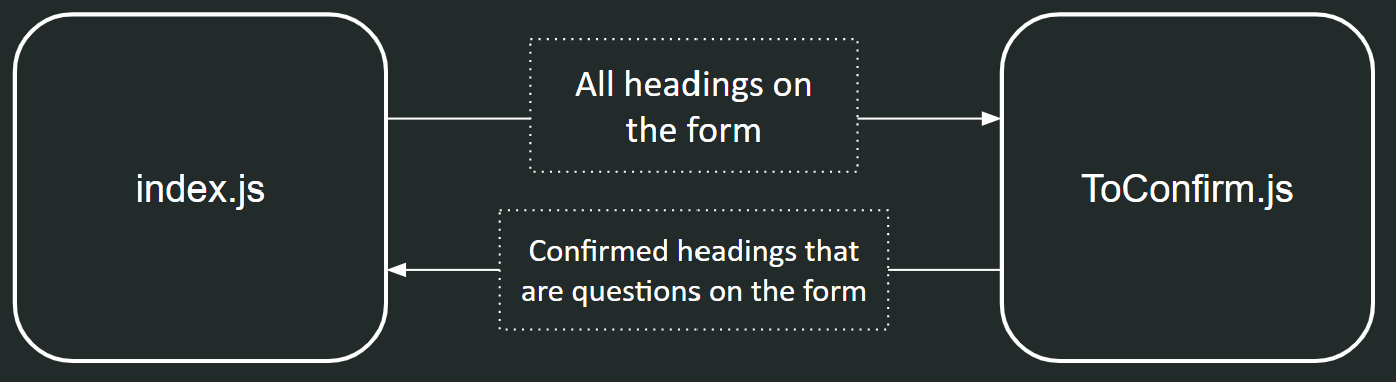 All headings on
the form
index.js
ToConfirm.js
Confirmed headings that
are questions on the form